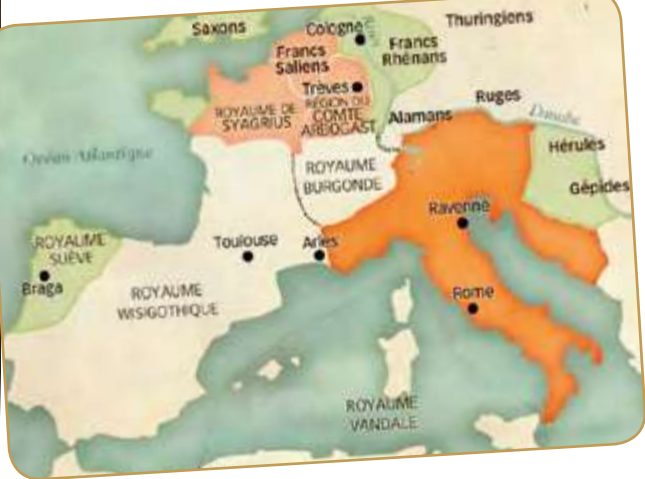 Saxons
Cologne
Thuringiens
Francs
Saliens
Francs
Rhénans
Trèves
ROYAUME DE
SYAGRIUS
RÉGION DU
COMTE
ARBOGAST
Alamans
Ruges
Danube
Océan Atlantique
Hérules
ROYAUME
BURGONDE
Gépides
Ravenne
ROYAUME
SUÈVE
Toulouse
Arles
Braga
ROYAUME
WISIGOTHIQUE
Rome
ROYAUME
VANDALE